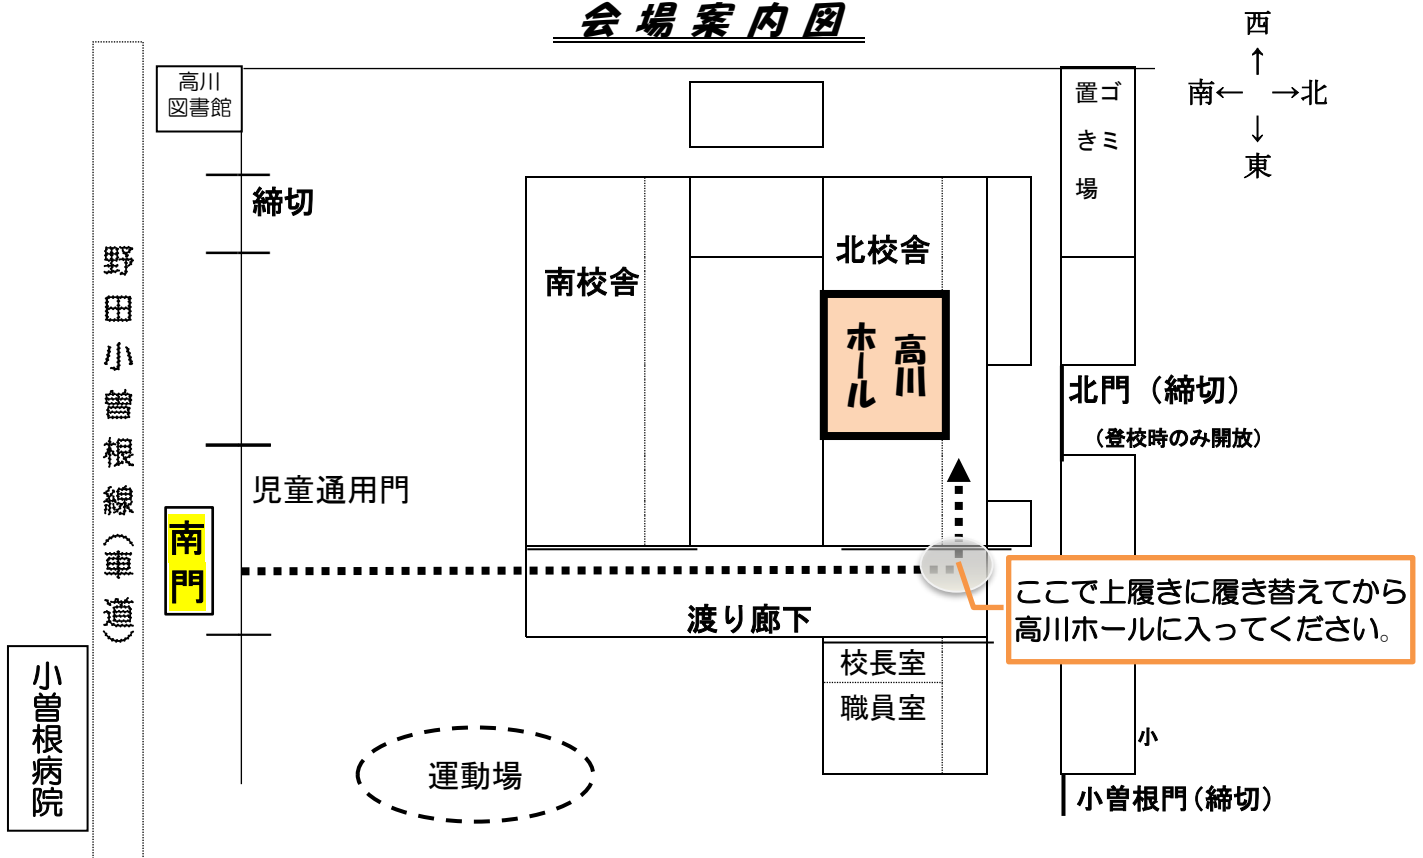 会場案内図
西
↑
南← →北
↓
東
高川
図書館
ゴミ
置き場
締切
野田小曽根線（車道）
南校舎
北校舎
高川
ホール
北門（締切）
（登校時のみ開放）
児童通用門
南門
ここで上履きに履き替えてから
高川ホールに入ってください。
渡り廊下
校長室
職員室
小曽根病院
運動場
小
小曽根門（締切）